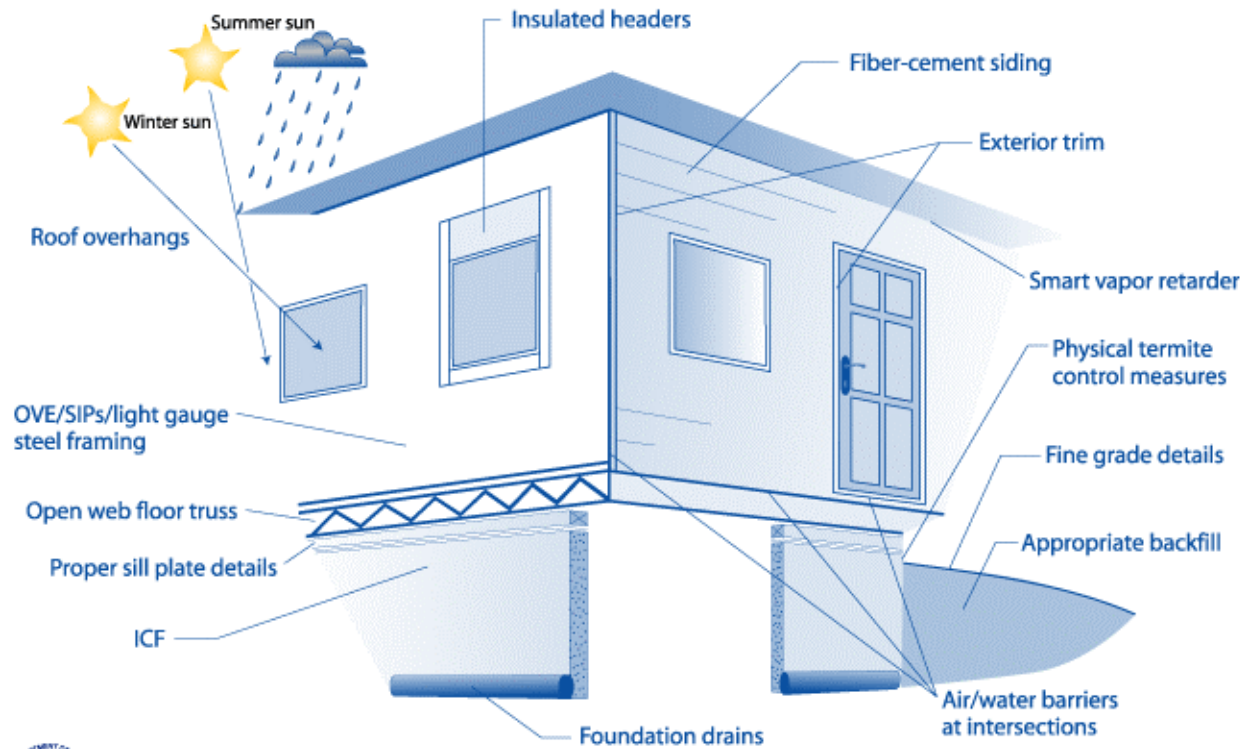 Summer sun
Insulated headers
Fiber-cement siding
Winter sun
Exterior trim
Roof overhangs
Smart vapor retarder
Physical termite
control measures
OVE/SIPs/light gauge
steel framing
Fine grade details
Open web floor truss
Appropriate backfill
Proper sill plate details
ICF
Air/water barriers
at intersections
Foundation drains